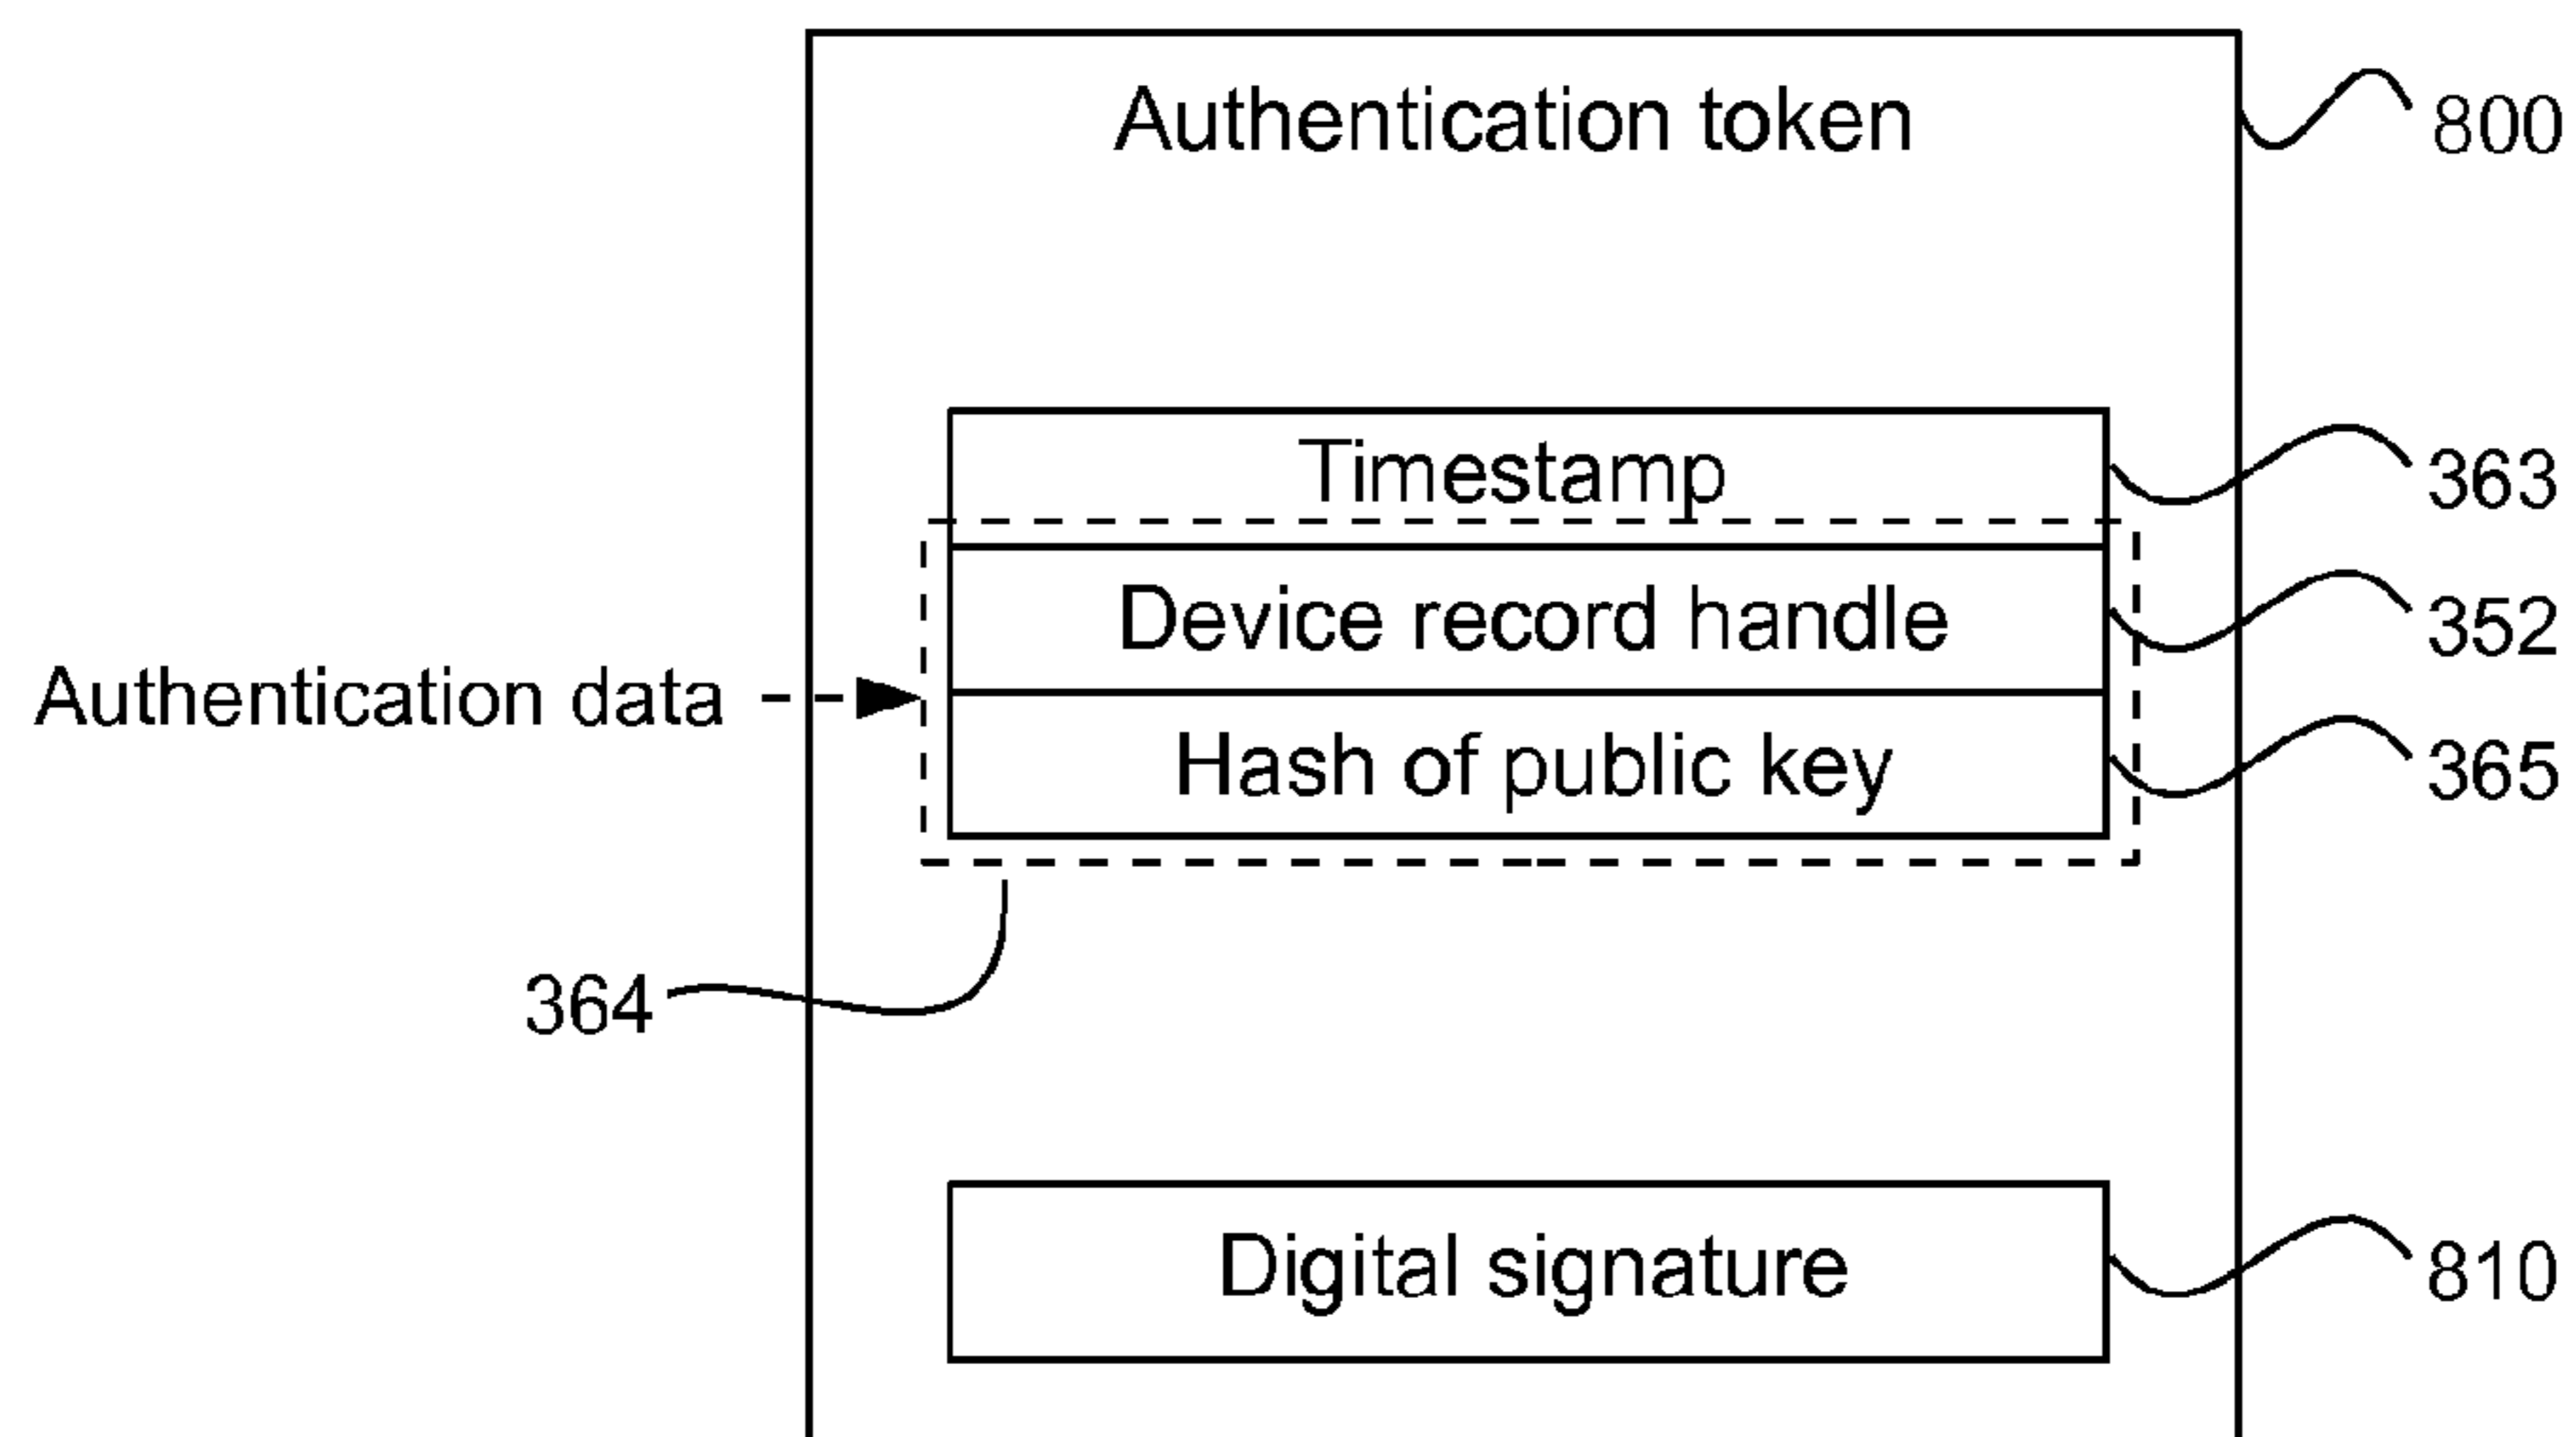 Authentication token
800
Timestamp
363
Device record handle
352
Authentication data
Hash of public key
365
364
Digital signature
810